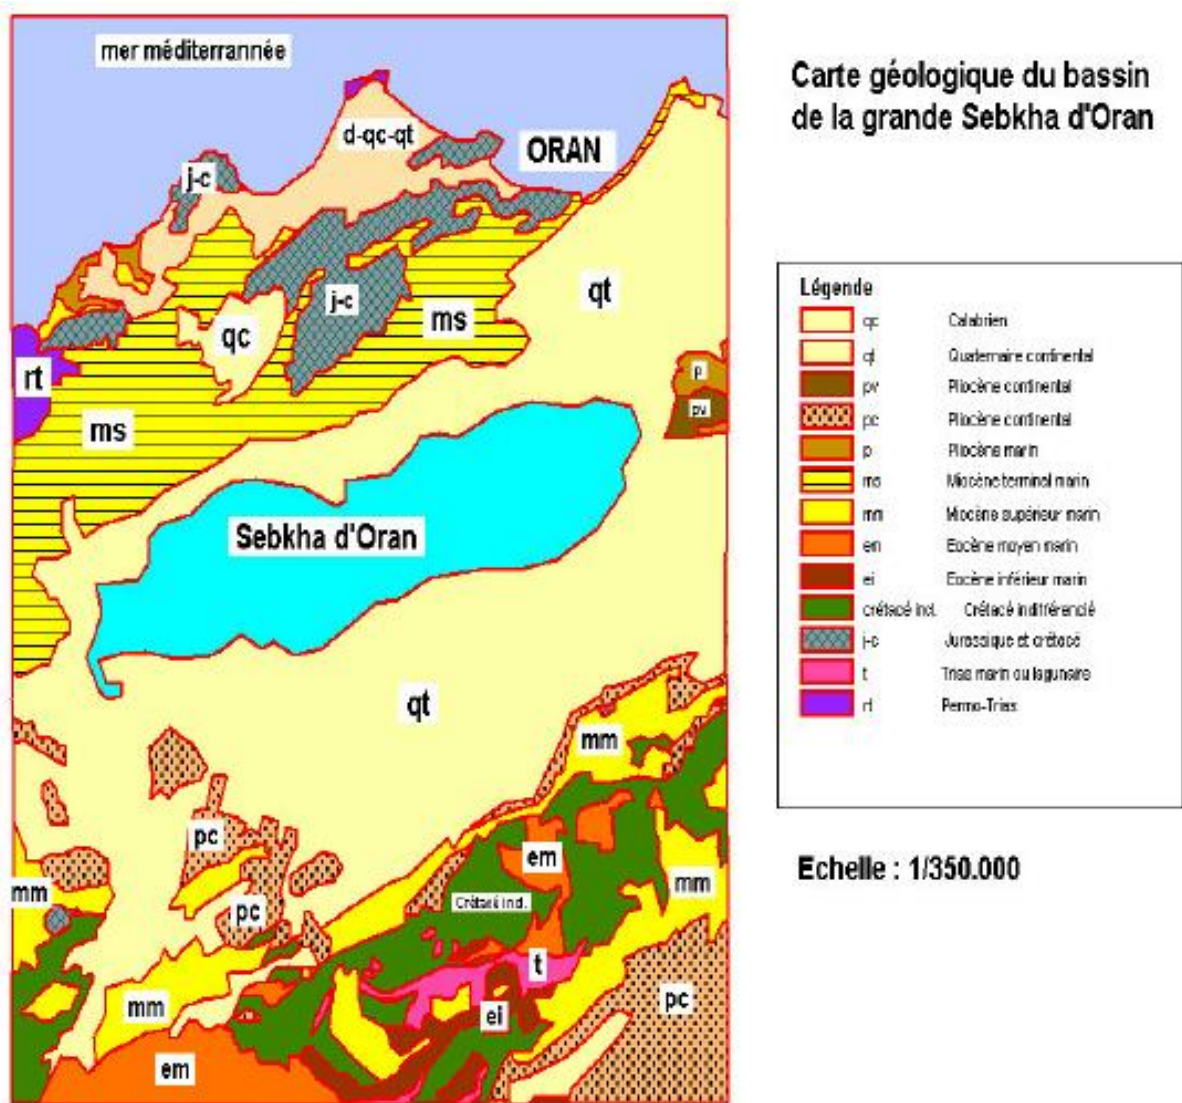 mer méditerrannée
Carte géologique du bassin
de la grande Sebkha d'Oran
d-qc-qt
ORAN
j-c
qt
j-c
ms
qc
rt
p
pv
ms
Sebkha d'Oran
qt
mm
pc
em
mm
mm
pc
Crétacé incl.
t
mm
pc
ei
em
Légende
qc Calabrien
qt Quaternaire continental
pv Pliocène continental
pc Pliocène continental
p Pliocène marin
ms Miocène terminal marin
mm Miocène supérieur marin
em Eocène moyen marin
ei Eocène inférieur marin
crétacé incl. Crétacé indifférencié
j-c Jurassique et crétacé
t Trias marin ou lagunaire
rt Permo-Trias
Echelle : 1/350.000